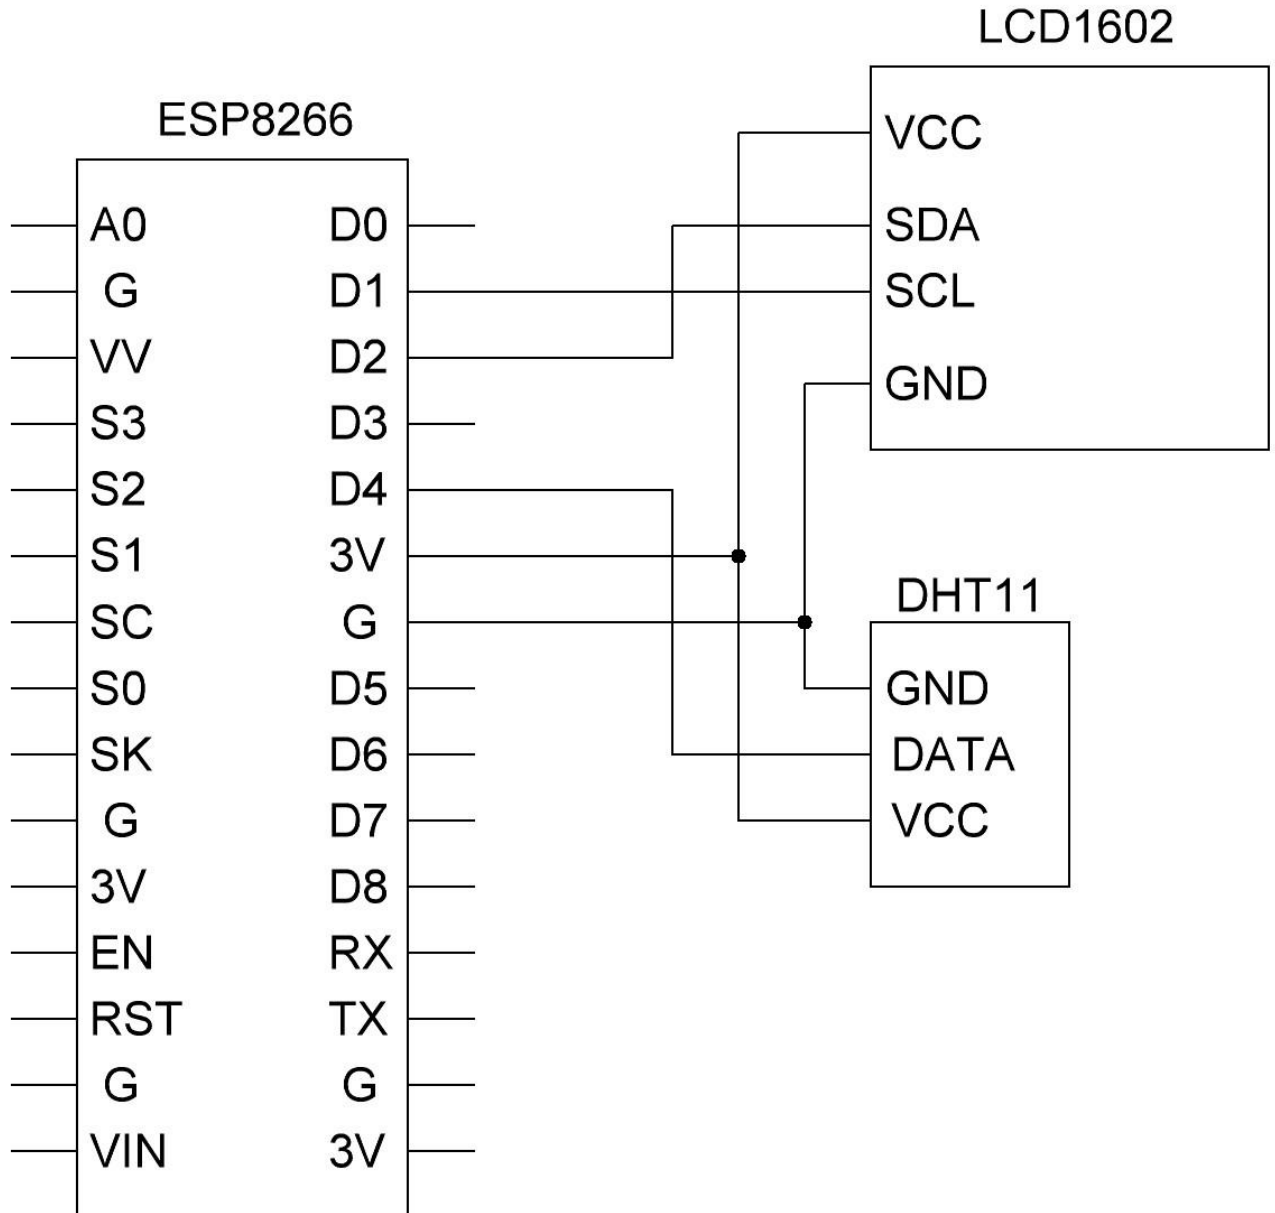 LCD1602
ESP8266
VCC
A0 D0 SDA
G D1 SCL
VV D2
GND
S3 D3
S2 D4
S1 3V
DHT11
SC G
S0 D5 GND
SK D6 DATA
G D7 VCC
3V D8
EN RX
RST TX
G G
VIN 3V